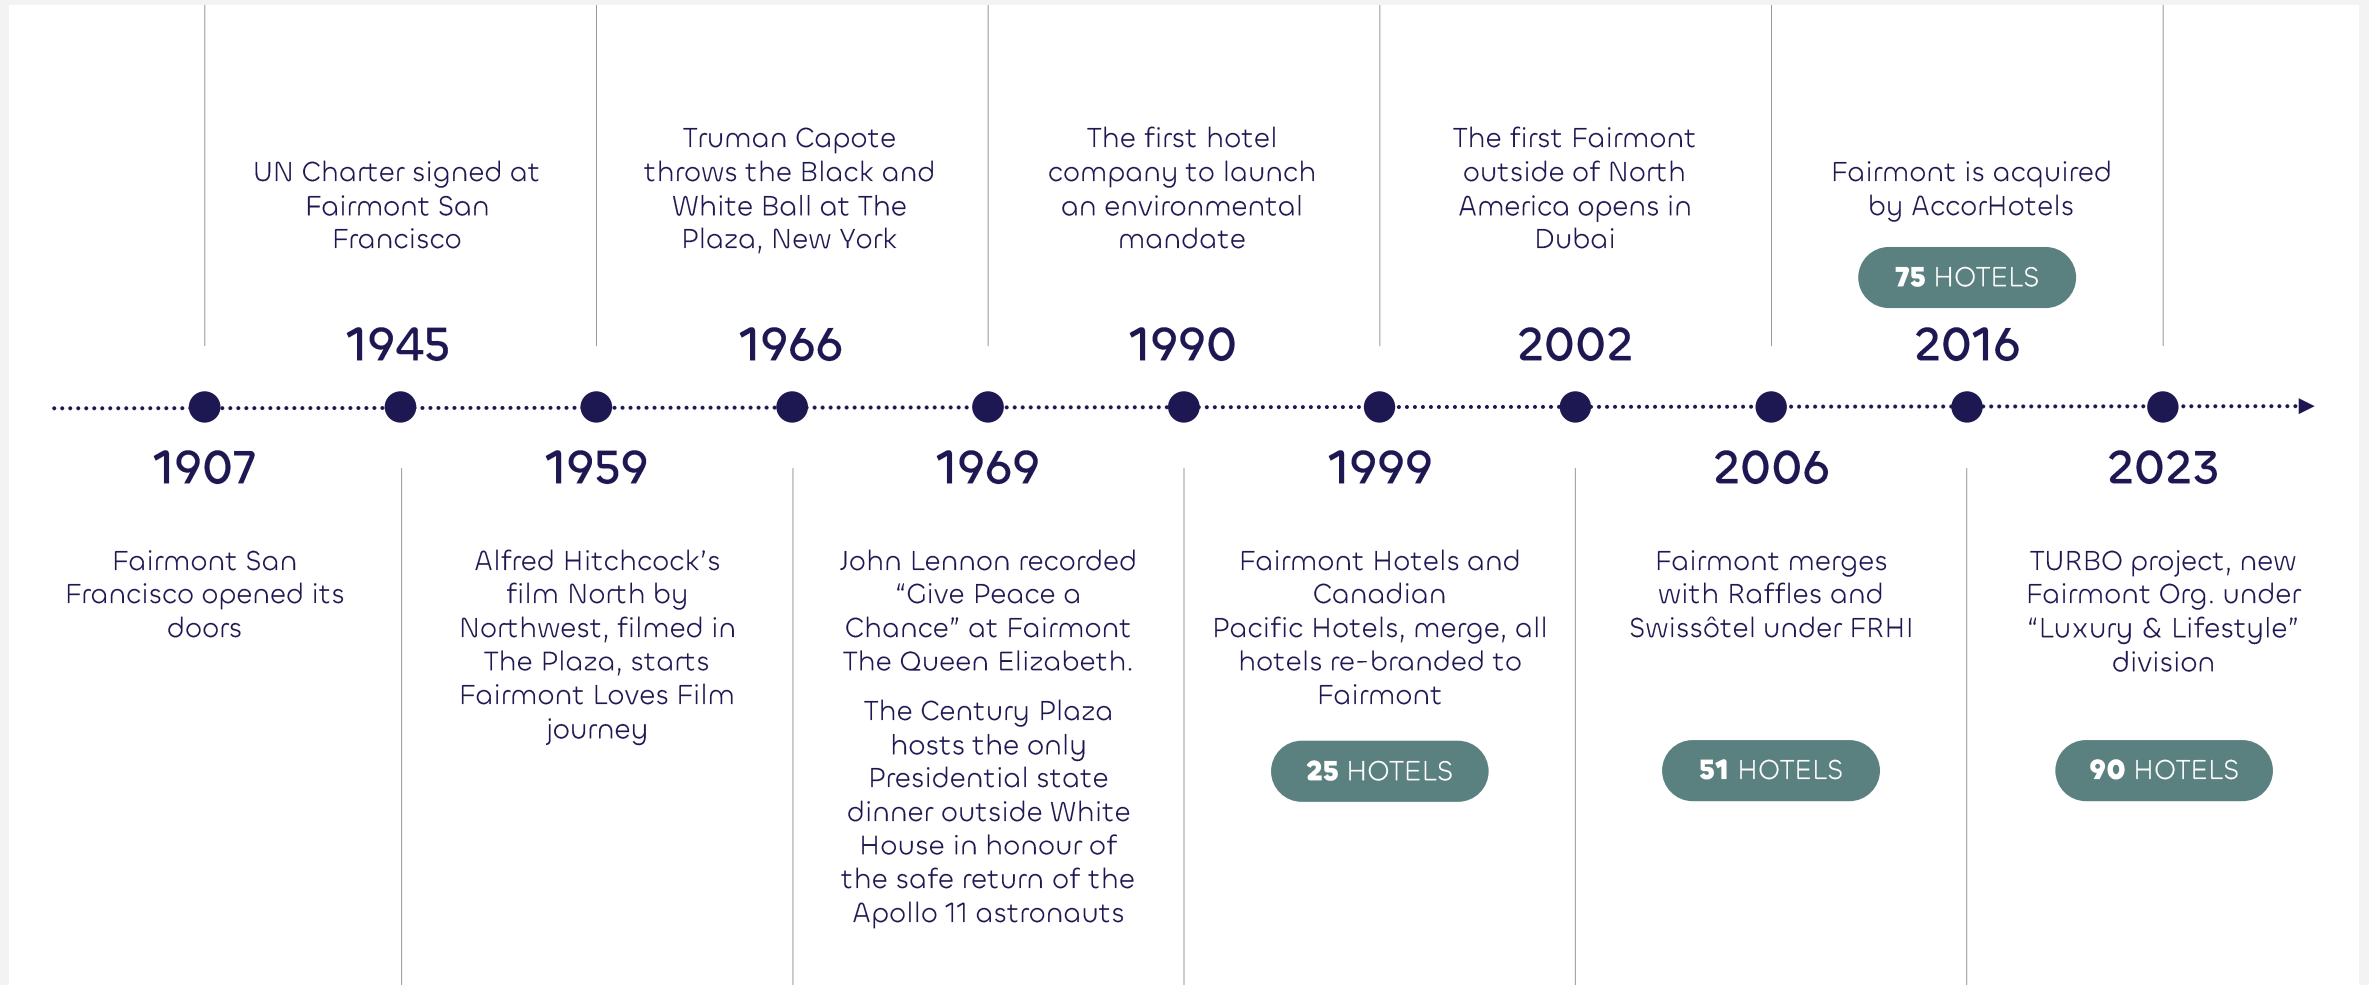 UN Charter signed at
Fairmont San
Francisco
1945
Truman Capote
throws the Black and
White Ball at The
Plaza, New York
1966
The first hotel
company to launch
an environmental
mandate
1990
The first Fairmont
outside of North
America opens in
Dubai
2002
Fairmont is acquired
by AccorHotels
75 HOTELS
2016
1907
Fairmont San
Francisco opened its
doors
1959
Alfred Hitchcock’s
film North by
Northwest, filmed in
The Plaza, starts
Fairmont Loves Film
journey
1969
John Lennon recorded
“Give Peace a
Chance” at Fairmont
The Queen Elizabeth.
The Century Plaza
hosts the only
Presidential state
dinner outside White
House in honour of
the safe return of the
Apollo 11 astronauts
1999
Fairmont Hotels and
Canadian
Pacific Hotels, merge, all
hotels re-branded to
Fairmont
25 HOTELS
2006
Fairmont merges
with Raffles and
Swissôtel under FRHI
51 HOTELS
2023
TURBO project, new
Fairmont Org. under
“Luxury & Lifestyle”
division
90 HOTELS